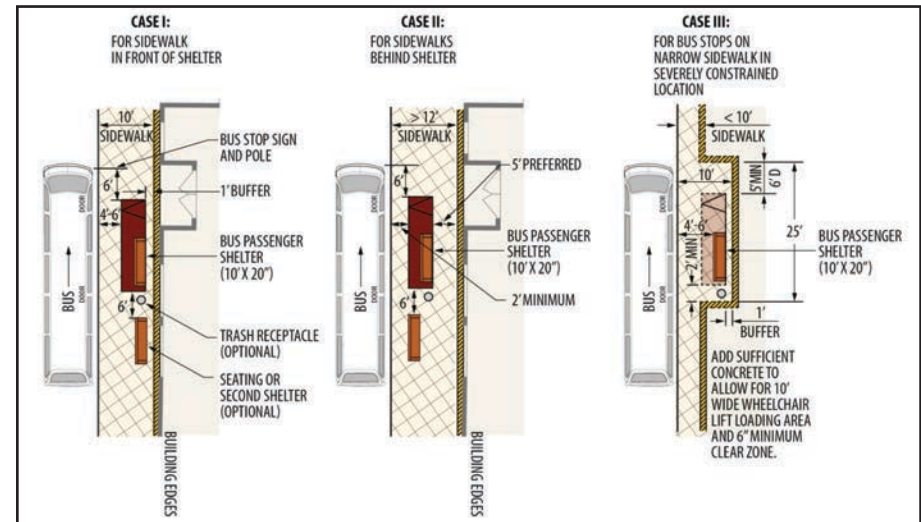 CASE I:
FOR SIDEWALK
IN FRONT OF SHELTER
10'
SIDEWALK
BUS STOP SIGN
AND POLE
6'
1' BUFFER
4'-6"
DOOR
BUS PASSENGER
SHELTER
(10' X 20")
BUS
DOOR
6'
TRASH RECEPTACLE
(OPTIONAL)
SEATING OR
SECOND SHELTER
(OPTIONAL)
BUILDING EDGES
CASE II:
FOR SIDEWALKS
BEHIND SHELTER
> 12'
SIDEWALK
5' PREFERRED
6'
DOOR
BUS PASSENGER
SHELTER
(10' X 20")
BUS
DOOR
6'
2' MINIMUM
BUILDING EDGES
CASE III:
FOR BUS STOPS ON
NARROW SIDEWALK IN
SEVERELY CONSTRAINED
LOCATION
< 10'
SIDEWALK
10'
5' MIN
6' D
DOOR
4'-6"
25'
BUS PASSENGER
SHELTER
(10' X 20")
BUS
DOOR
2' MIN
1'
BUFFER
ADD SUFFICIENT
CONCRETE TO
ALLOW FOR 10'
WIDE WHEELCHAIR
LIFT LOADING AREA
AND 6" MINIMUM
CLEAR ZONE.